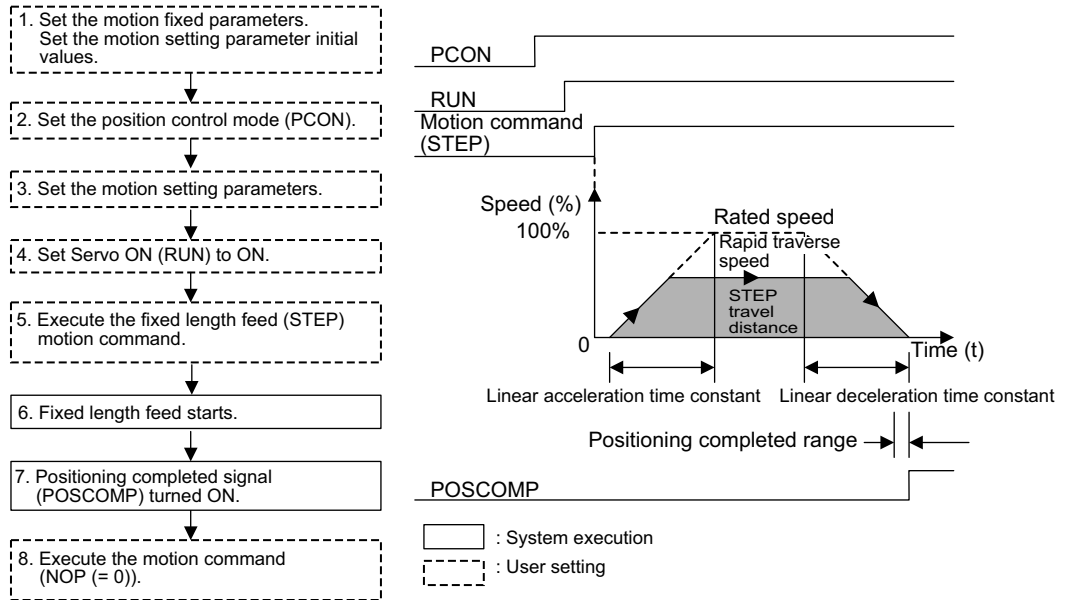 1. Set the motion fixed parameters.
Set the motion setting parameter initial
values.
2. Set the position control mode (PCON).
3. Set the motion setting parameters.
4. Set Servo ON (RUN) to ON.
5. Execute the fixed length feed (STEP)
motion command.
6. Fixed length feed starts.
7. Positioning completed signal
(POSCOMP) turned ON.
8. Execute the motion command
(NOP (= 0)).
PCON
RUN
Motion command
(STEP)
Speed (%)
100%
Rated speed
Rapid traverse
speed
STEP
travel
distance
0
Time (t)
Linear acceleration time constant
Linear deceleration time constant
Positioning completed range
POSCOMP
: System execution
: User setting